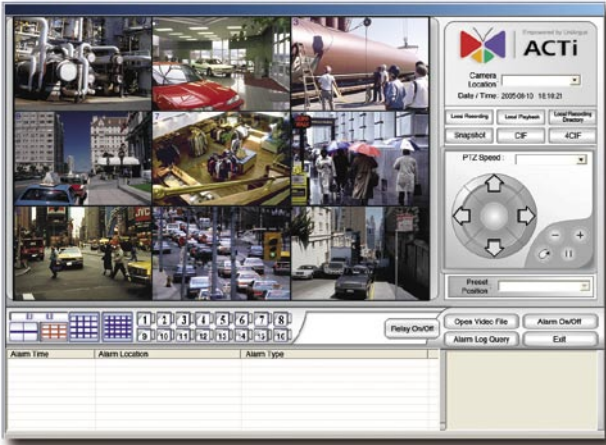 Empowered by Unilogue
ACTi
Camera Location :
Date / Time: 2005-08-10 18:18:21
Local Recording Local Playback Local Recording Directory
Snapshot CIF 4CIF
PTZ Speed :
Preset Position :
1 2 3 4 5 6 7 8
9 10 11 12 13 14 15 16
Relay On/Off
Open Video File Alarm On/Off
Alarm Log Query Exit
Alarm Time Alarm Location Alarm Type